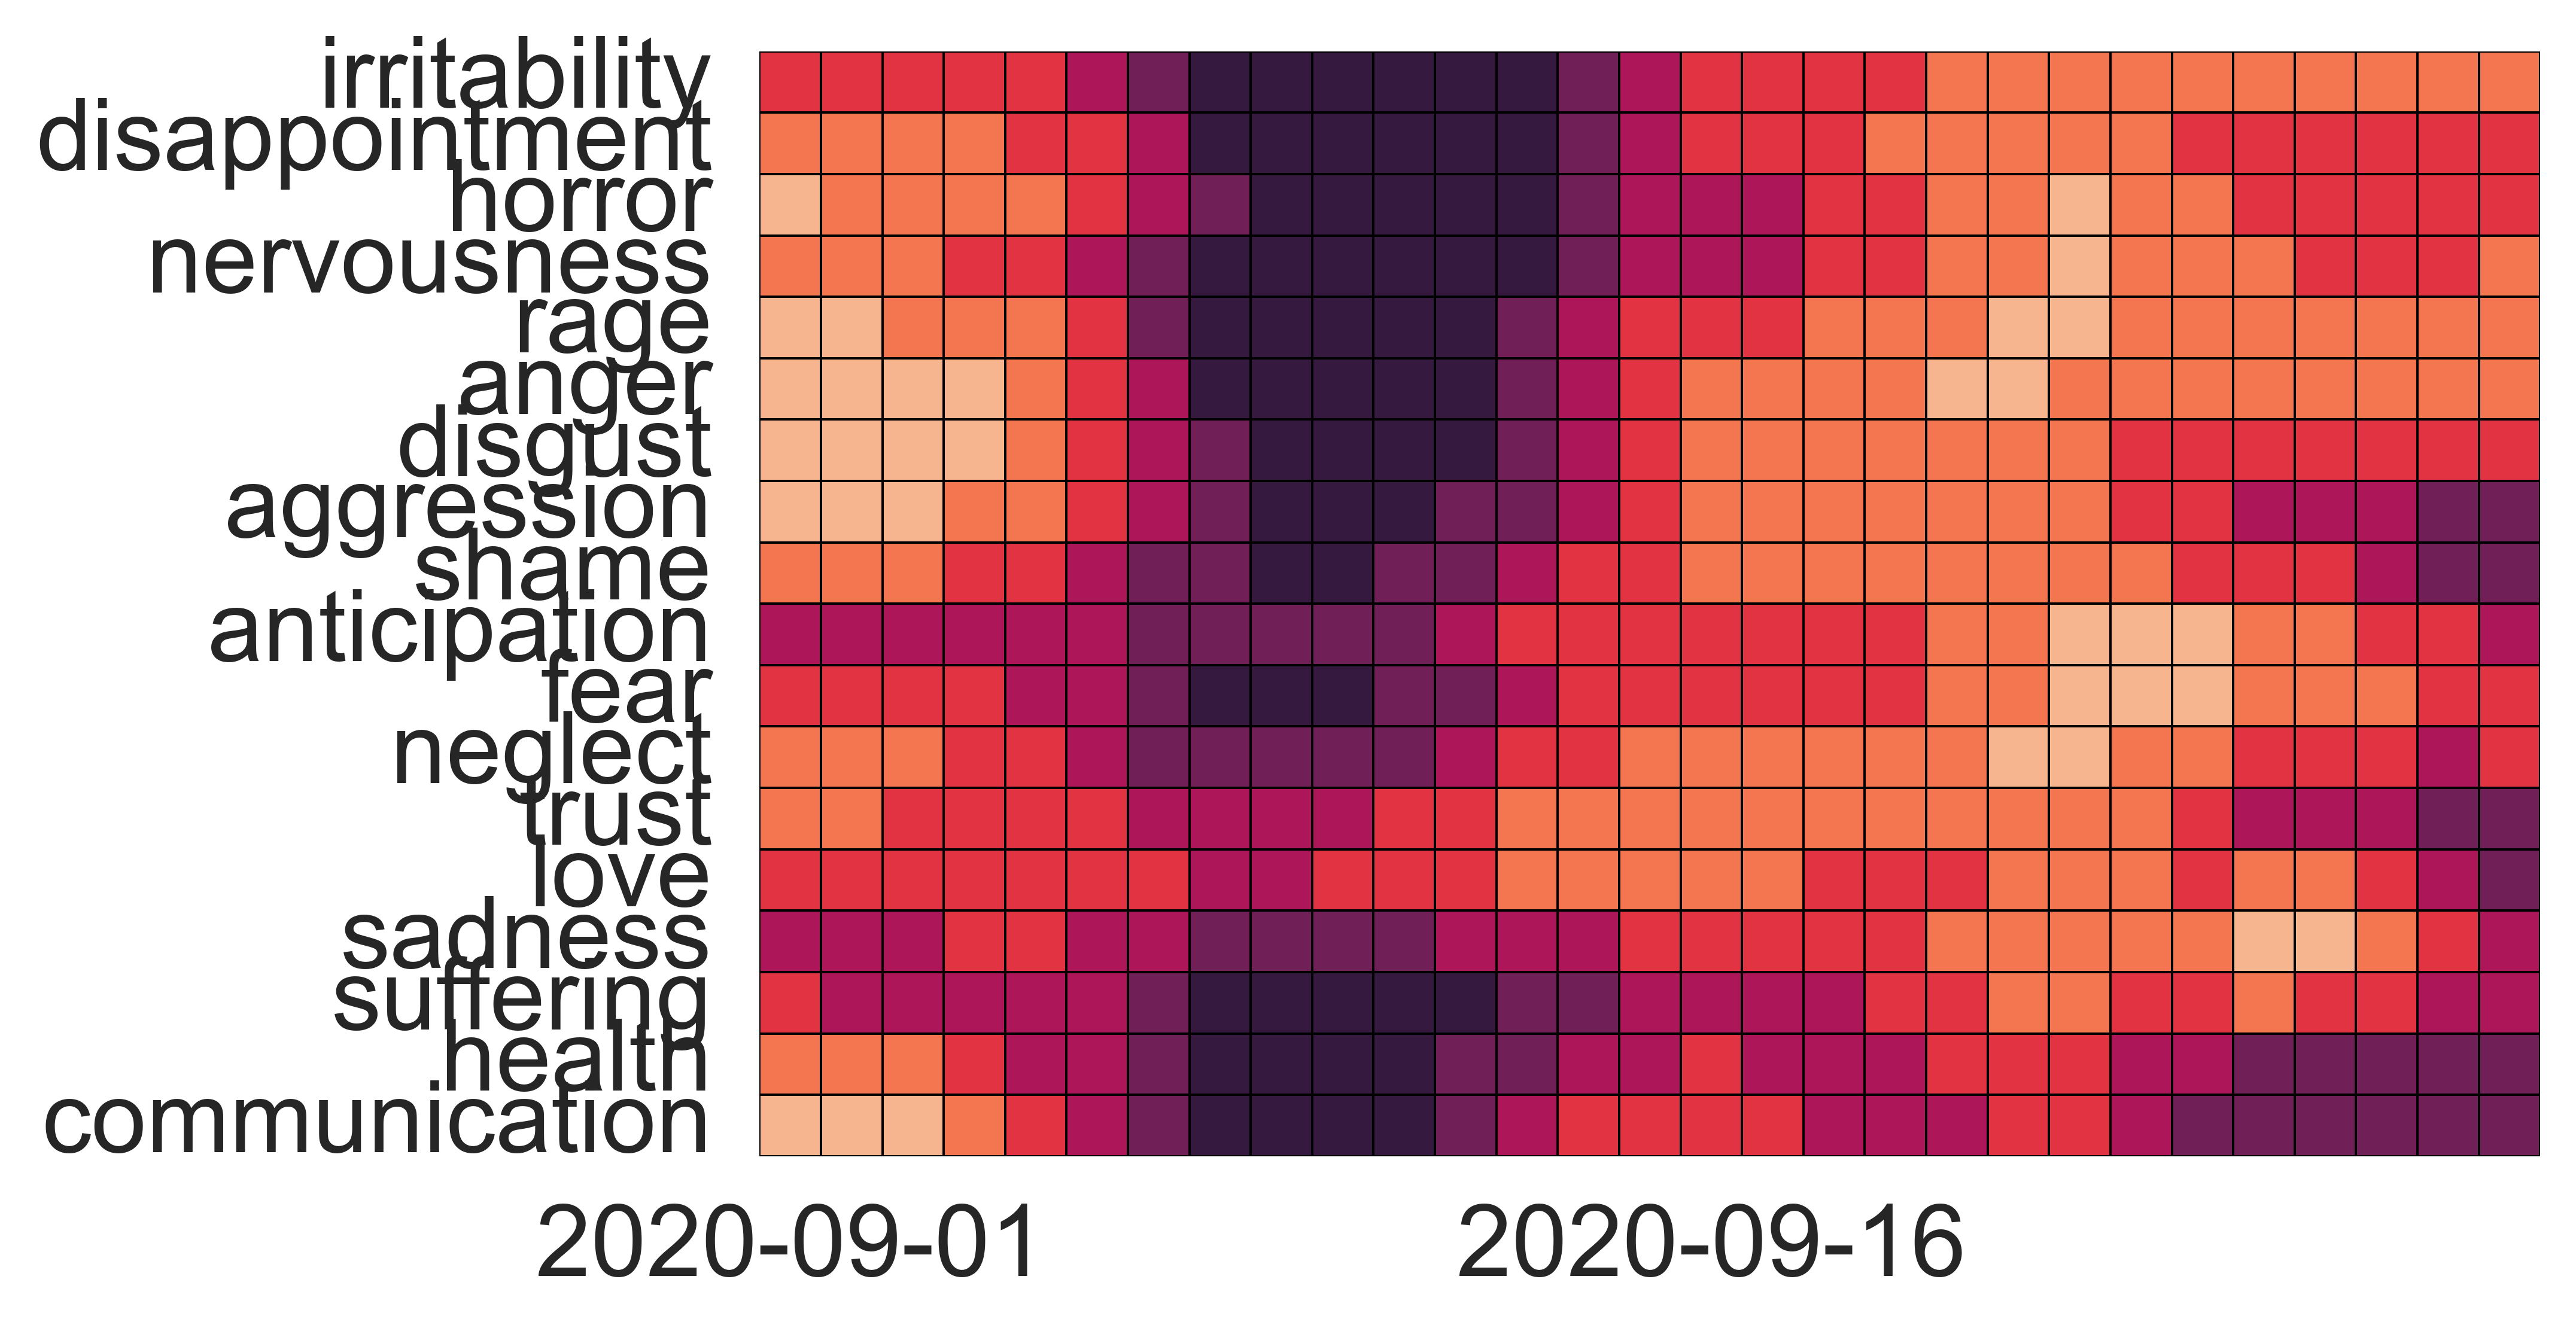 irritability
disappointment
horror
nervousness
rage
anger
disgust
aggression
shame
anticipation
fear
neglect
trust
love
sadness
suffering
health
communication
2020-09-01
2020-09-16